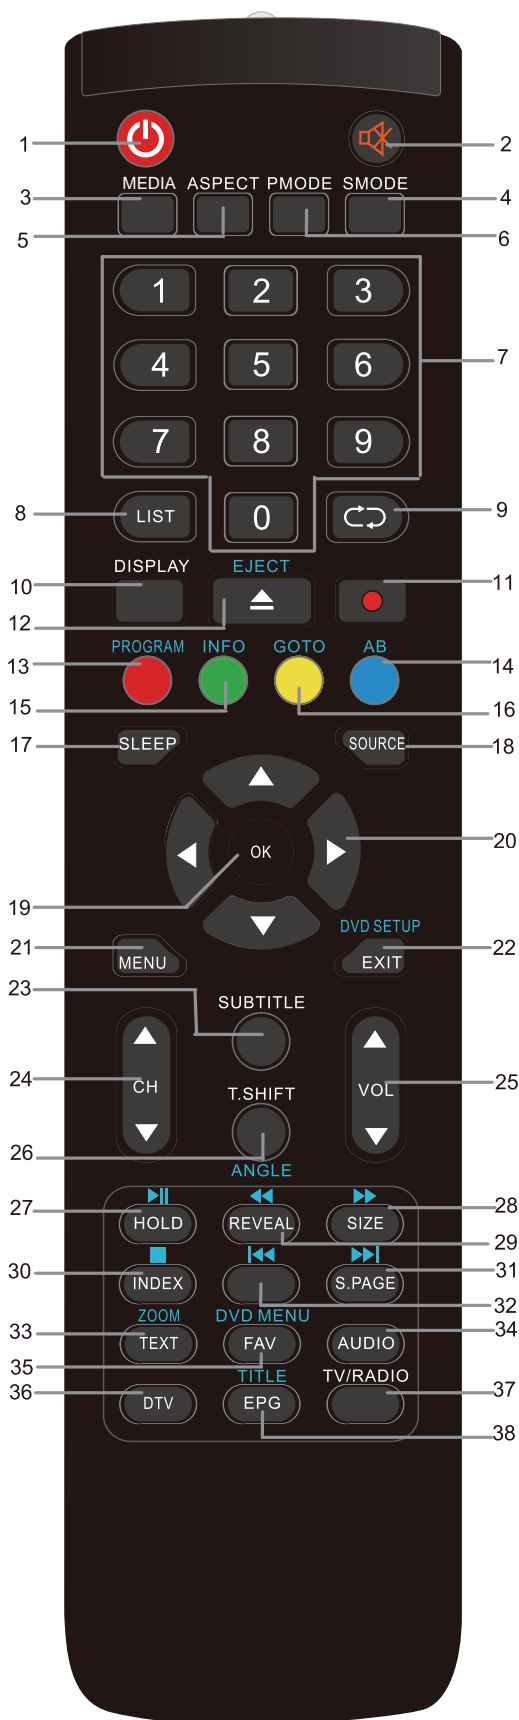 1 2
MEDIA ASPECT PMODE SMODE
3 4
5 6
1 2 3
7
4 5 6
7 8 9
8 LIST 0 9
DISPLAY EJECT
10 11
12
PROGRAM INFO GOTO AB
13 14
15 16
17 SLEEP SOURCE 18
OK 20
19
DVD SETUP
21 22
MENU EXIT
23
SUBTITLE
24 CH VOL 25
T.SHIFT
26
ANGLE
27 HOLD REVEAL SIZE 28
29
30 INDEX S.PAGE 31
32
ZOOM DVD MENU
33 TEXT FAV AUDIO 34
35
TITLE TV/RADIO
36 DTV EPG 37
38